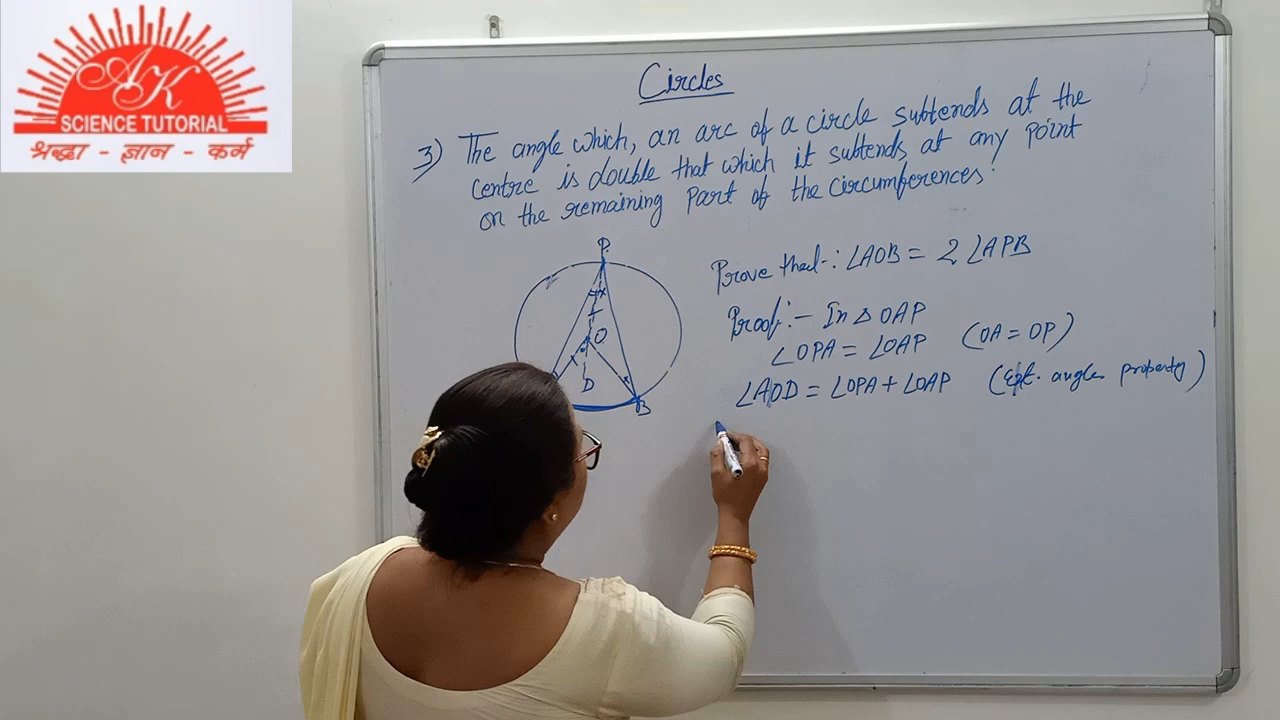 AK
SCIENCE TUTORIAL
श्रद्धा - ज्ञान - कर्म
Circles
3) The angle which, an arc of a circle subtends at the
centre is double that which it subtends at any point
on the remaining part of the circumferences.
P.
O
D
B
Prove that:- ∠AOB = 2 ∠APB
Proof:- In △ OAP
∠OPA = ∠OAP (OA = OP)
∠AOD = ∠OPA + ∠OAP (Ext. angles property)